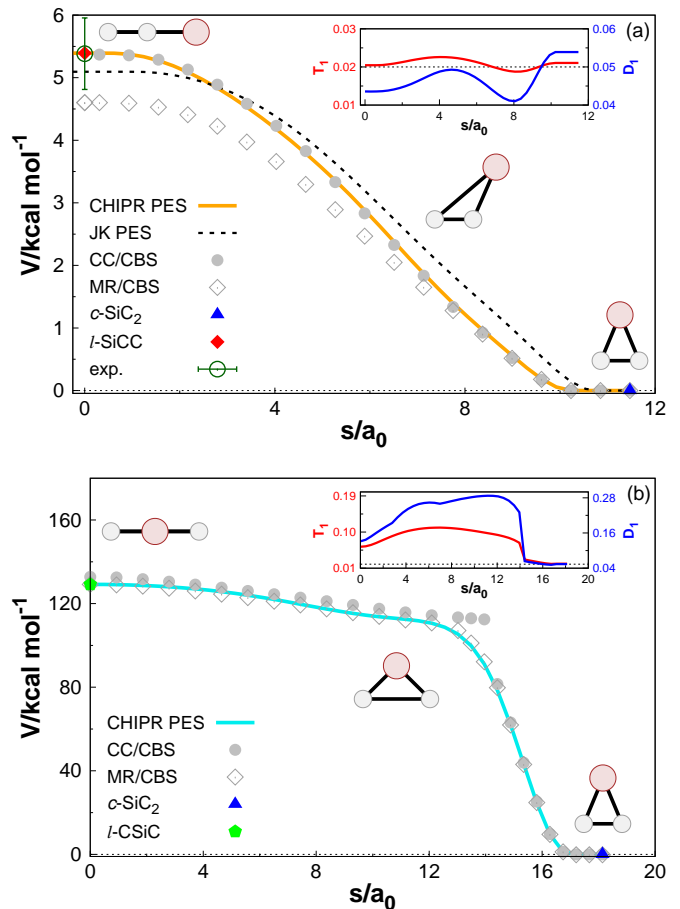 (a)
T1
0.03
0.02
0.01
0.06
0.05
0.04
D1
0 4 8 12
s/a0
V/kcal mol−1
6
5
4
3
2
1
0
CHIPR PES
JK PES
CC/CBS
MR/CBS
c-SiC2
l-SiCC
exp.
0 4 8 12
s/a0
(b)
T1
0.19
0.10
0.01
0.28
0.16
0.04
D1
0 4 8 12 16 20
s/a0
V/kcal mol−1
160
120
80
40
0
CHIPR PES
CC/CBS
MR/CBS
c-SiC2
l-CSiC
0 4 8 12 16 20
s/a0